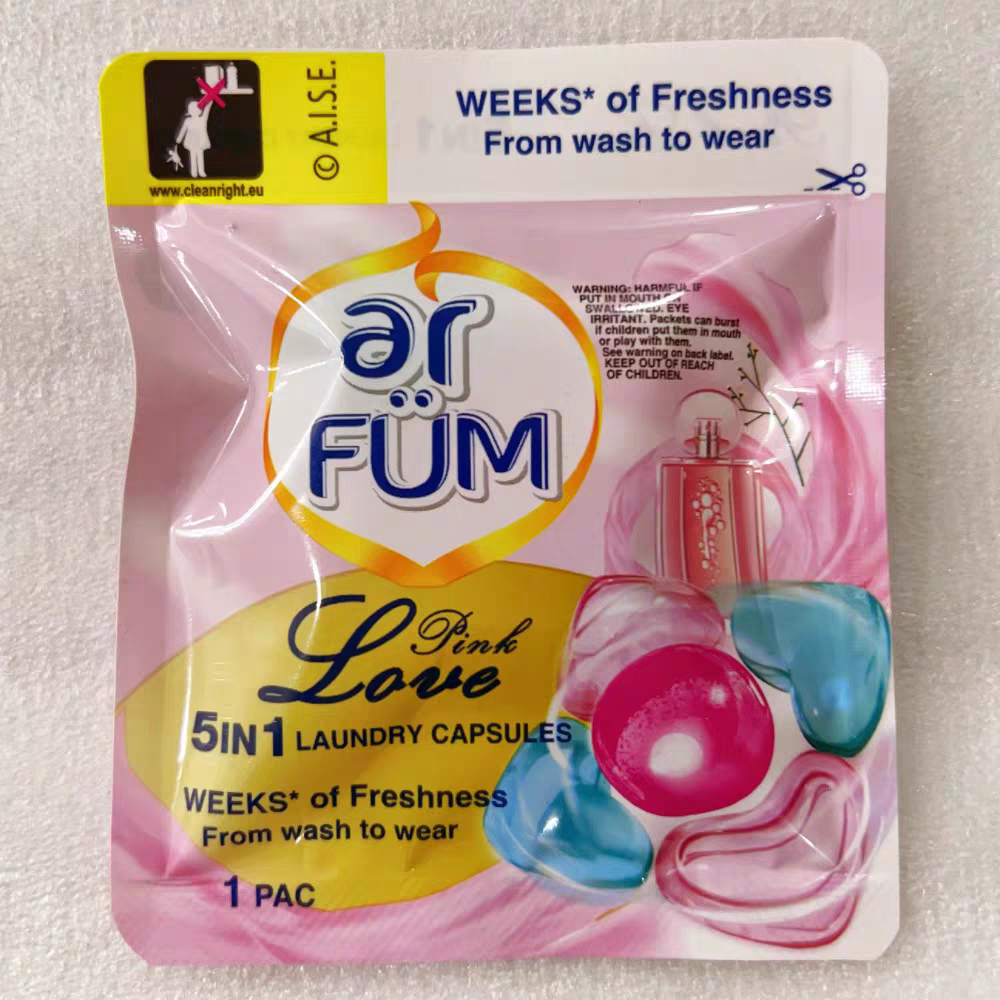 www.cleanright.eu
© A.I.S.E.
WEEKS* of Freshness
From wash to wear
ar
FÜM
WARNING: HARMFUL IF
PUT IN MOUTH OR
SWALLOWED. EYE
IRRITANT. Packets can burst
if children put them in mouth
or play with them.
See warning on back label.
KEEP OUT OF REACH
OF CHILDREN.
Pink
Love
5IN1 LAUNDRY CAPSULES
WEEKS* of Freshness
From wash to wear
1 PAC